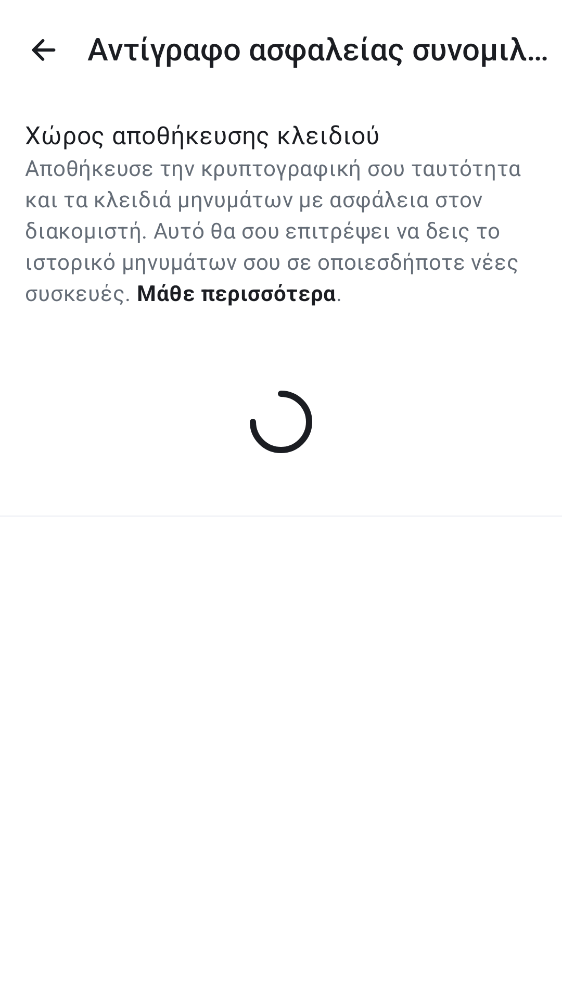 Αντίγραφο ασφαλείας συνομιλ...
Χώρος αποθήκευσης κλειδιού
Αποθήκευσε την κρυπτογραφική σου ταυτότητα
και τα κλειδιά μηνυμάτων με ασφάλεια στον
διακομιστή. Αυτό θα σου επιτρέψει να δεις το
ιστορικό μηνυμάτων σου σε οποιεσδήποτε νέες
συσκευές. Μάθε περισσότερα.